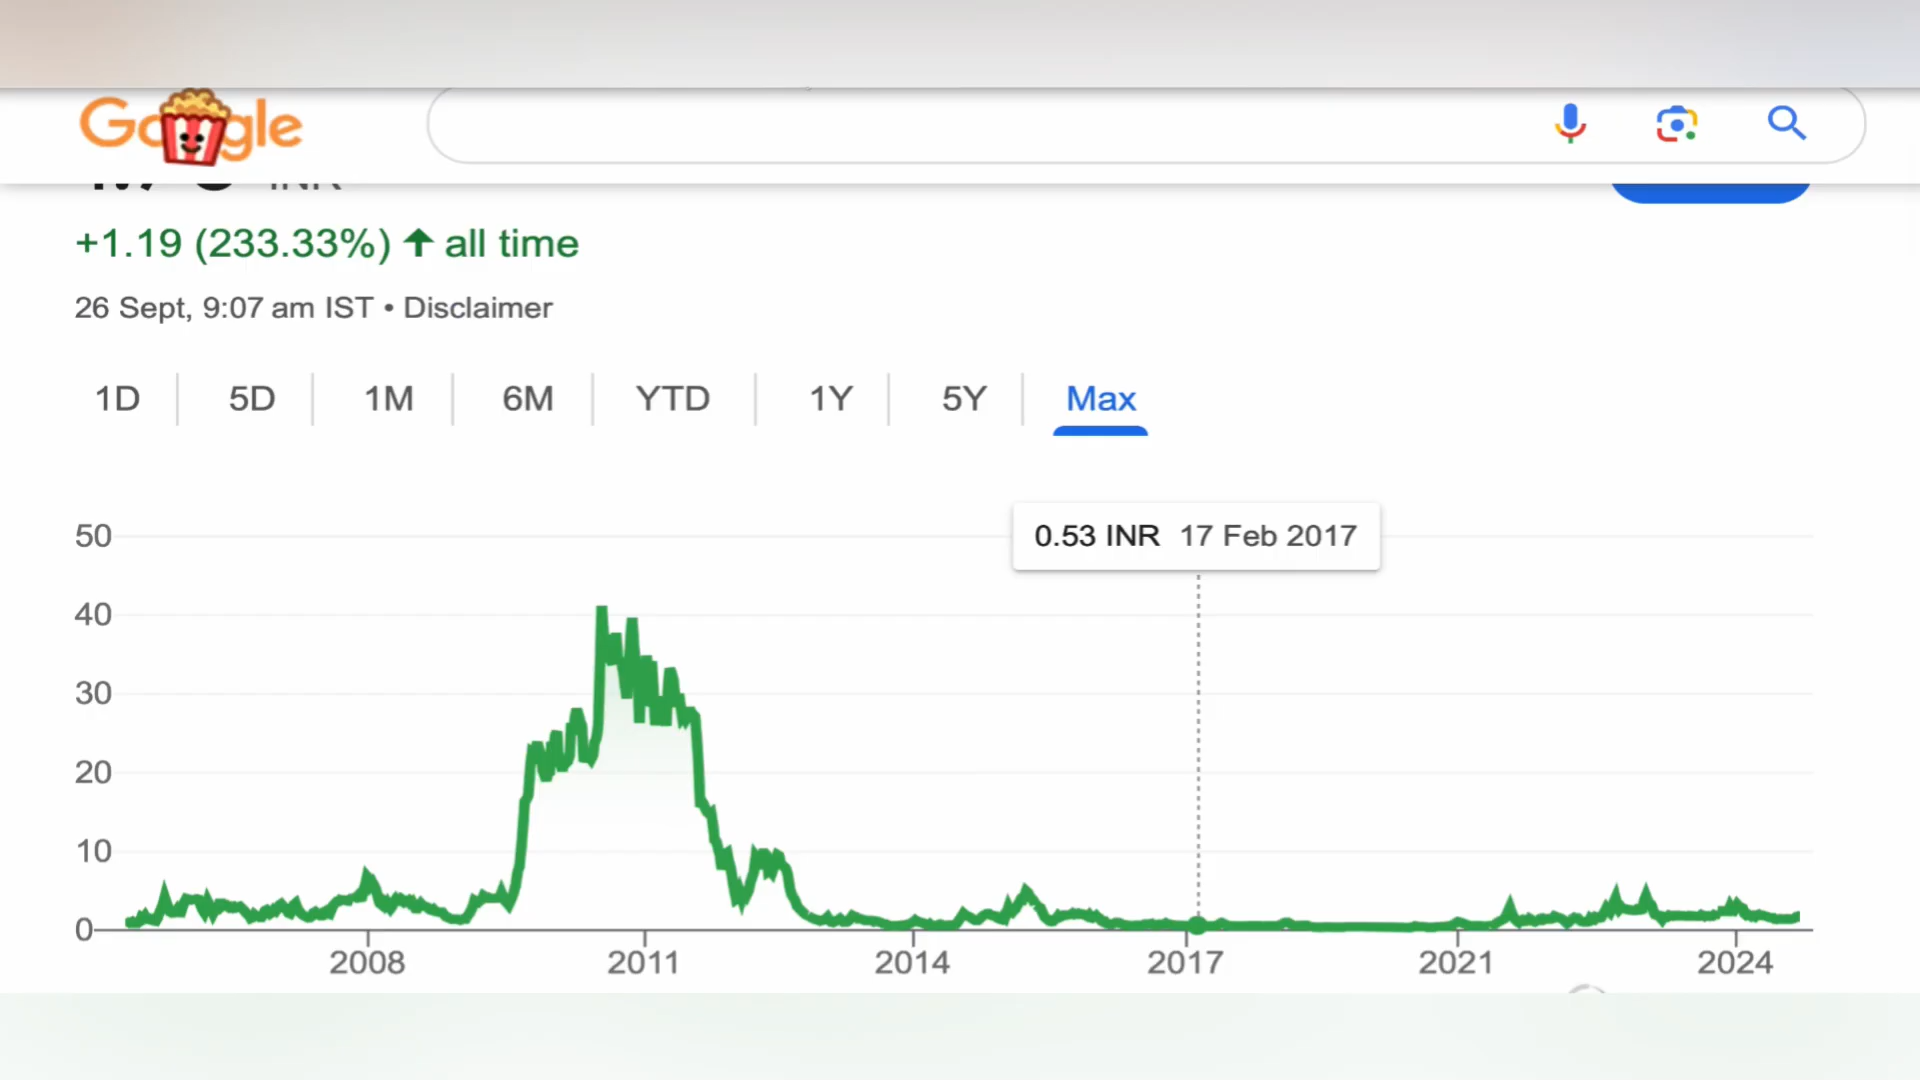 Google
INR
+1.19 (233.33%) ↑ all time
26 Sept, 9:07 am IST • Disclaimer
1D 5D 1M 6M YTD 1Y 5Y Max
0.53 INR 17 Feb 2017
50
40
30
20
10
0
2008 2011 2014 2017 2021 2024